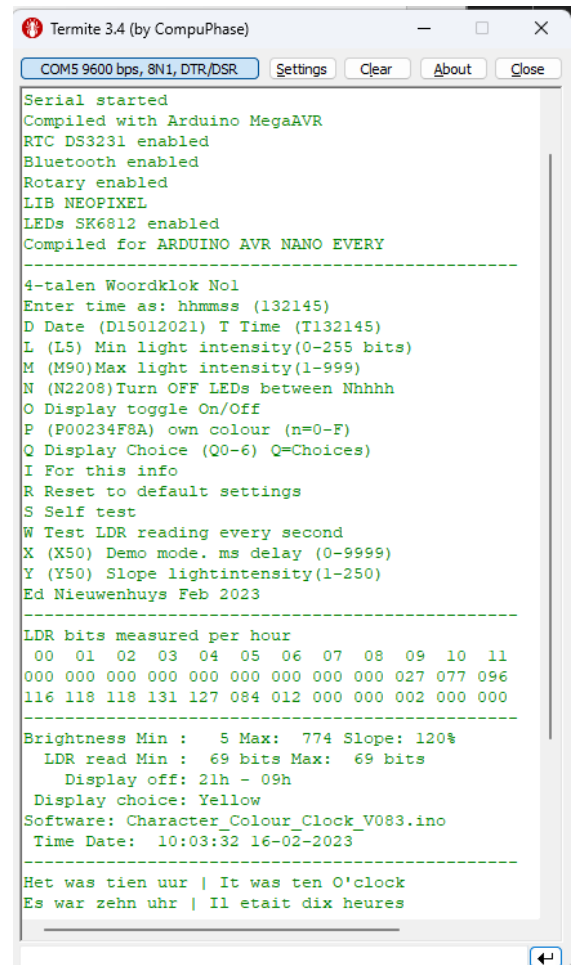 Termite 3.4 (by CompuPhase)
COM5 9600 bps, 8N1, DTR/DSR Settings Clear About Close
Serial started
Compiled with Arduino MegaAVR
RTC DS3231 enabled
Bluetooth enabled
Rotary enabled
LIB NEOPIXEL
LEDs SK6812 enabled
Compiled for ARDUINO AVR NANO EVERY
------------------------------------------------
4-talen Woordklok No1
Enter time as: hhmmss (132145)
D Date (D15012021) T Time (T132145)
L (L5) Min light intensity(0-255 bits)
M (M90)Max light intensity(1-999)
N (N2208)Turn OFF LEDs between Nhhhh
O Display toggle On/Off
P (P00234F8A) own colour (n=0-F)
Q Display Choice (Q0-6) Q=Choices)
I For this info
R Reset to default settings
S Self test
W Test LDR reading every second
X (X50) Demo mode. ms delay (0-9999)
Y (Y50) Slope lightintensity(1-250)
Ed Nieuwenhuys Feb 2023
------------------------------------------------
LDR bits measured per hour
 00  01  02  03  04  05  06  07  08  09  10  11
000 000 000 000 000 000 000 000 000 027 077 096
116 118 118 131 127 084 012 000 000 002 000 000
------------------------------------------------
Brightness Min :   5 Max:  774 Slope: 120%
  LDR read Min :  69 bits Max:  69 bits
    Display off: 21h - 09h
 Display choice: Yellow
Software: Character_Colour_Clock_V083.ino
 Time Date:  10:03:32 16-02-2023
------------------------------------------------
Het was tien uur | It was ten O'clock
Es war zehn uhr | Il etait dix heures